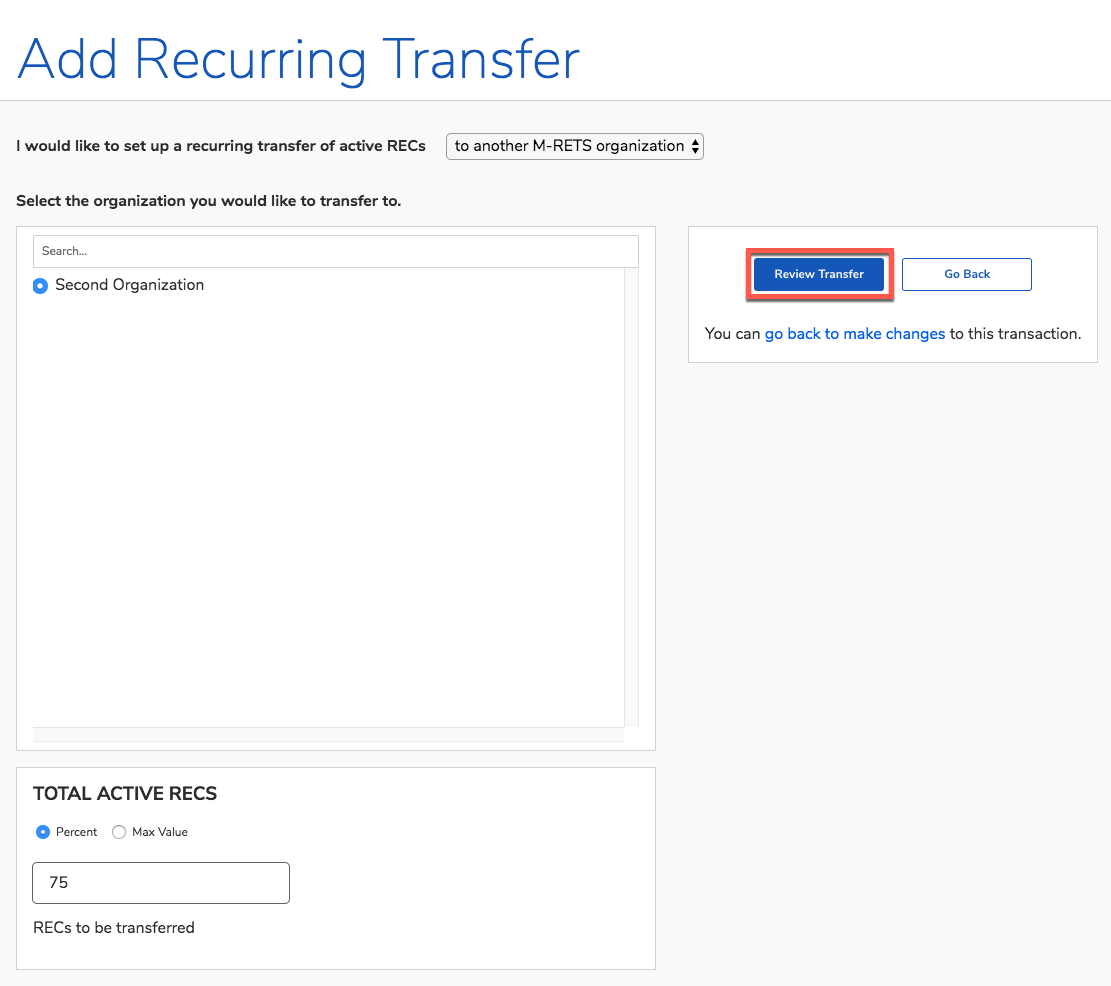 Add Recurring Transfer
I would like to set up a recurring transfer of active RECs to another M-RETS organization
Select the organization you would like to transfer to.
Search...
Second Organization
Review Transfer Go Back
You can go back to make changes to this transaction.
TOTAL ACTIVE RECS
Percent Max Value
75
RECs to be transferred